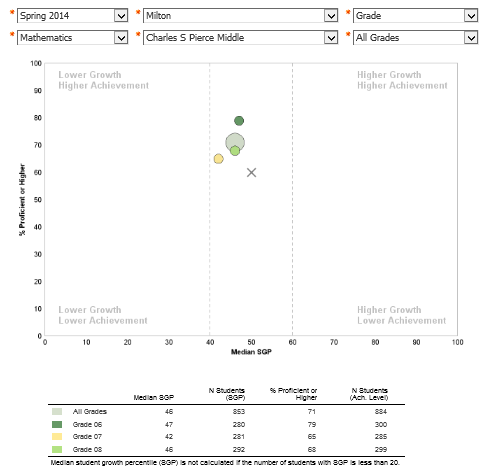 * Spring 2014 * Milton * Grade
* Mathematics * Charles S Pierce Middle * All Grades
100
Lower Growth Higher Growth
Higher Achievement Higher Achievement
90
80
70
60
50
40
30
20
10
0
% Proficient or Higher
Lower Growth Higher Growth
Lower Achievement Lower Achievement
0 10 20 30 40 50 60 70 80 90 100
Median SGP
Median SGP N Students (SGP) % Proficient or Higher N Students (Ach. Level)
All Grades 46 853 71 884
Grade 06 47 280 79 300
Grade 07 42 281 65 285
Grade 08 46 292 68 299
Median student growth percentile (SGP) is not calculated if the number of students with SGP is less than 20.